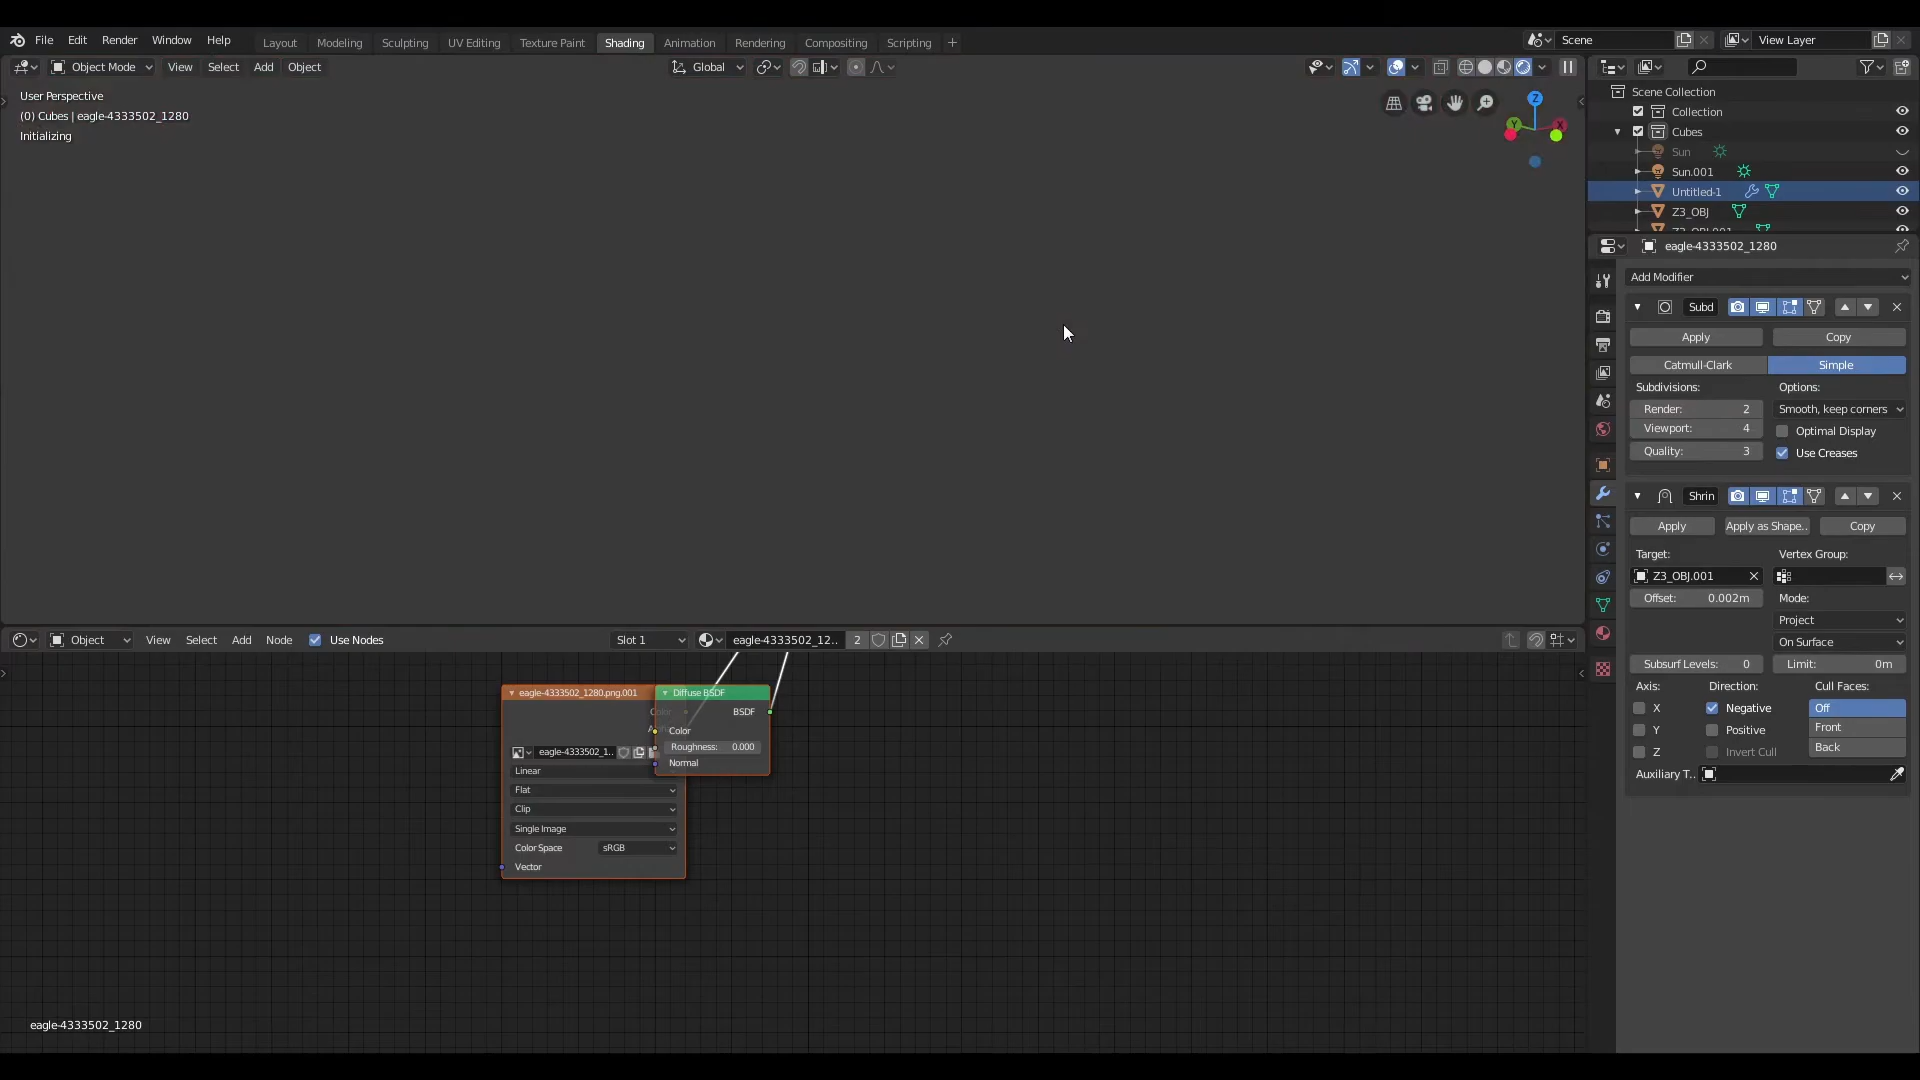 File Edit Render Window Help Layout Modeling Sculpting UV Editing Texture Paint Shading Animation Rendering Compositing Scripting Scene View Layer
Object Mode View Select Add Object Global
User Perspective
(0) Cubes | eagle-4333502_1280
Initializing
Z
Y
X
Scene Collection
Collection
Cubes
Sun
Sun.001
Untitled-1
Z3_OBJ
Z3_OBJ.001
eagle-4333502_1280
Add Modifier
Subd
Apply Copy
Catmull-Clark Simple
Subdivisions: Options:
Render: 2 Smooth, keep corners
Viewport: 4 Optimal Display
Quality: 3 Use Creases
Shrin
Apply Apply as Shape.. Copy
Target: Vertex Group:
Z3_OBJ.001
Offset: 0.002m Mode:
Project
On Surface
Subsurf Levels: 0 Limit: 0m
Axis: Direction: Cull Faces:
X Negative Off
Y Positive Front
Z Invert Cull Back
Auxiliary T..
Object View Select Add Node Use Nodes Slot 1 eagle-4333502_12.. 2
eagle-4333502_1280.png.001 Diffuse BSDF
Color BSDF
Color
eagle-4333502_1.. Roughness: 0.000
Normal
Linear
Flat
Clip
Single Image
Color Space sRGB
Vector
eagle-4333502_1280